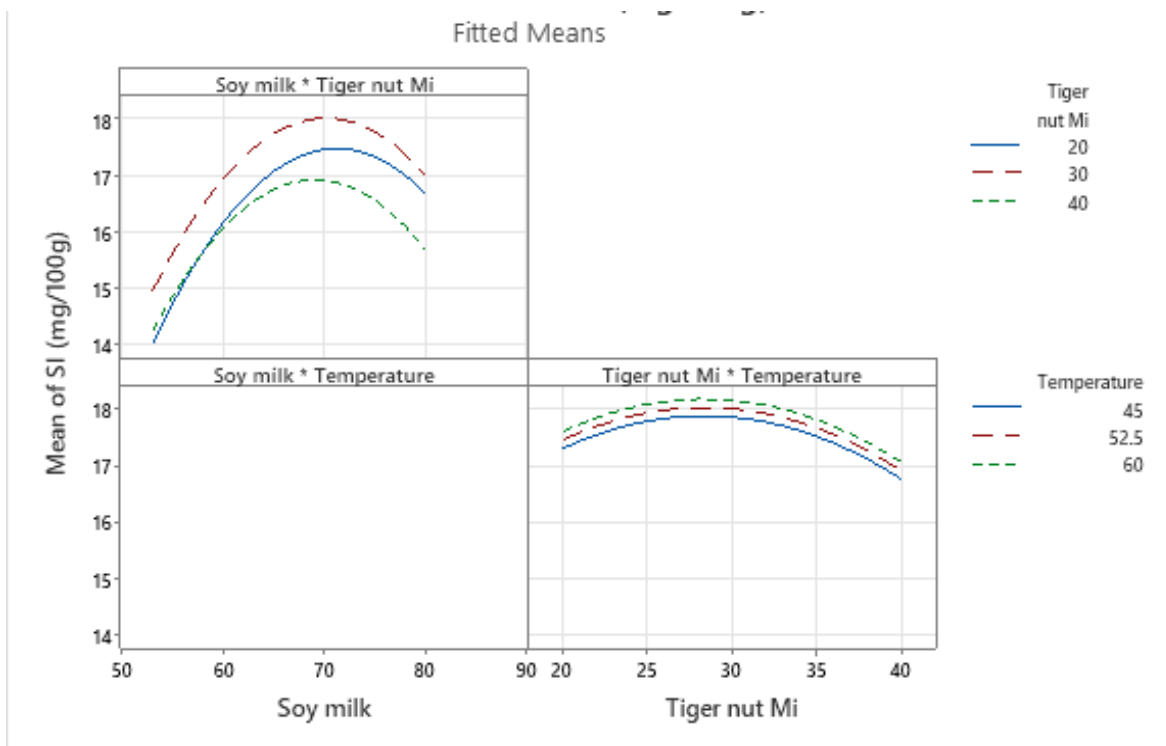 Fitted Means
Soy milk * Tiger nut Mi
18
17
16
15
14
Tiger
nut Mi
20
30
40
Mean of SI (mg/100g)
Soy milk * Temperature
Tiger nut Mi * Temperature
18
17
16
15
14
Temperature
45
52.5
60
50 60 70 80 90 20 25 30 35 40
Soy milk
Tiger nut Mi